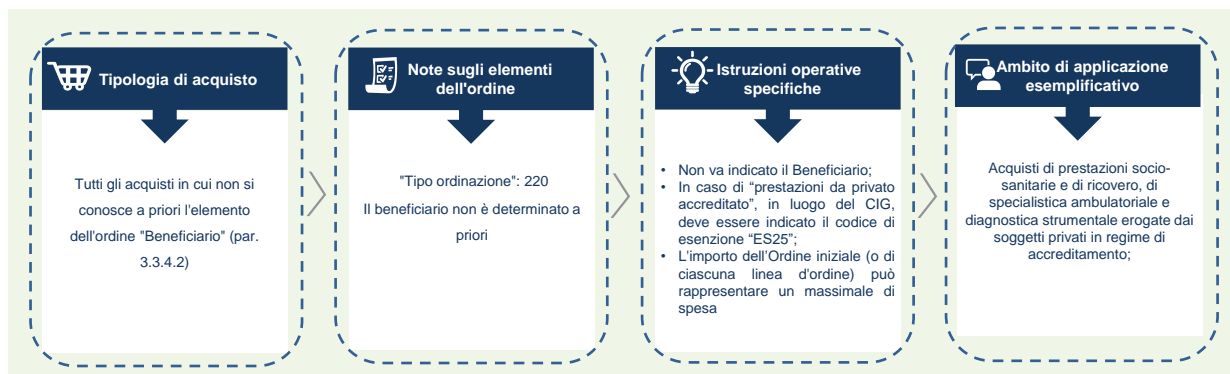 Tipologia di acquisto
Tutti gli acquisti in cui non si
conosce a priori l'elemento
dell'ordine "Beneficiario" (par.
3.3.4.2)
Note sugli elementi
dell'ordine
"Tipo ordinazione": 220
Il beneficiario non è determinato a
priori
Istruzioni operative
specifiche
• Non va indicato il Beneficiario;
• In caso di “prestazioni da privato
accreditato”, in luogo del CIG,
deve essere indicato il codice di
esenzione “ES25”;
• L'importo dell'Ordine iniziale (o di
ciascuna linea d'ordine) può
rappresentare un massimale di
spesa
Ambito di applicazione
esemplificativo
Acquisti di prestazioni socio-
sanitarie e di ricovero, di
specialistica ambulatoriale e
diagnostica strumentale erogate dai
soggetti privati in regime di
accreditamento;